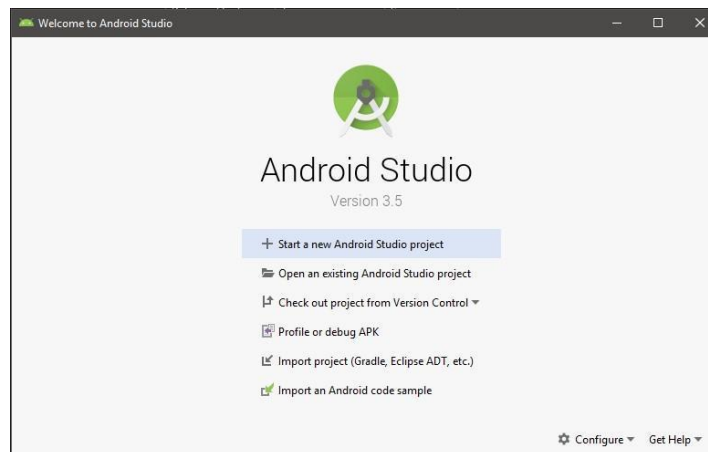 Welcome to Android Studio
Android Studio
Version 3.5
Start a new Android Studio project
Open an existing Android Studio project
Check out project from Version Control
Profile or debug APK
Import project (Gradle, Eclipse ADT, etc.)
Import an Android code sample
Configure Get Help